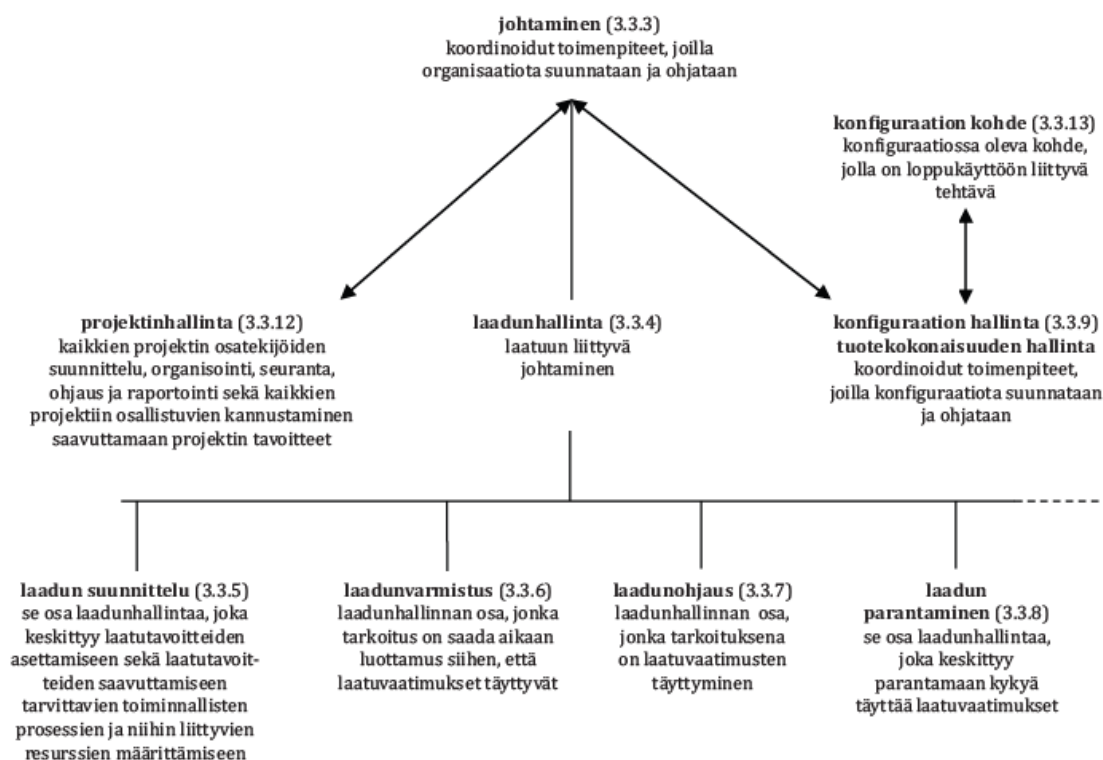 johtaminen (3.3.3)
koordinoidut toimenpiteet, joilla
organisaatiota suunnataan ja ohjataan
konfiguraation kohde (3.3.13)
konfiguraatiossa oleva kohde,
jolla on loppukäyttöön liittyvä
tehtävä
projektinhallinta (3.3.12)
kaikkien projektin osatekijöiden
suunnittelu, organisointi, seuranta,
ohjaus ja raportointi sekä kaikkien
projektiin osallistuvien kannustaminen
saavuttamaan projektin tavoitteet
laadunhallinta (3.3.4)
laatuun liittyvä
johtaminen
konfiguraation hallinta (3.3.9)
tuotekokonaisuuden hallinta
koordinoidut toimenpiteet,
joilla konfiguraatiota suunnataan
ja ohjataan
laadun suunnittelu (3.3.5)
se osa laadunhallintaa, joka
keskittyy laatutavoitteiden
asettamiseen sekä laatutavoit-
teiden saavuttamiseen
tarvittavien toiminnallisten
prosessien ja niihin liittyvien
resurssien määrittämiseen
laadunvarmistus (3.3.6)
laadunhallinnan osa, jonka
tarkoitus on saada aikaan
luottamus siihen, että
laatuvaatimukset täyttyvät
laadunohjaus (3.3.7)
laadunhallinnan osa,
jonka tarkoituksena
on laatuvaatimusten
täyttyminen
laadun
parantaminen (3.3.8)
se osa laadunhallintaa,
joka keskittyy
parantamaan kykyä
täyttää laatuvaatimukset